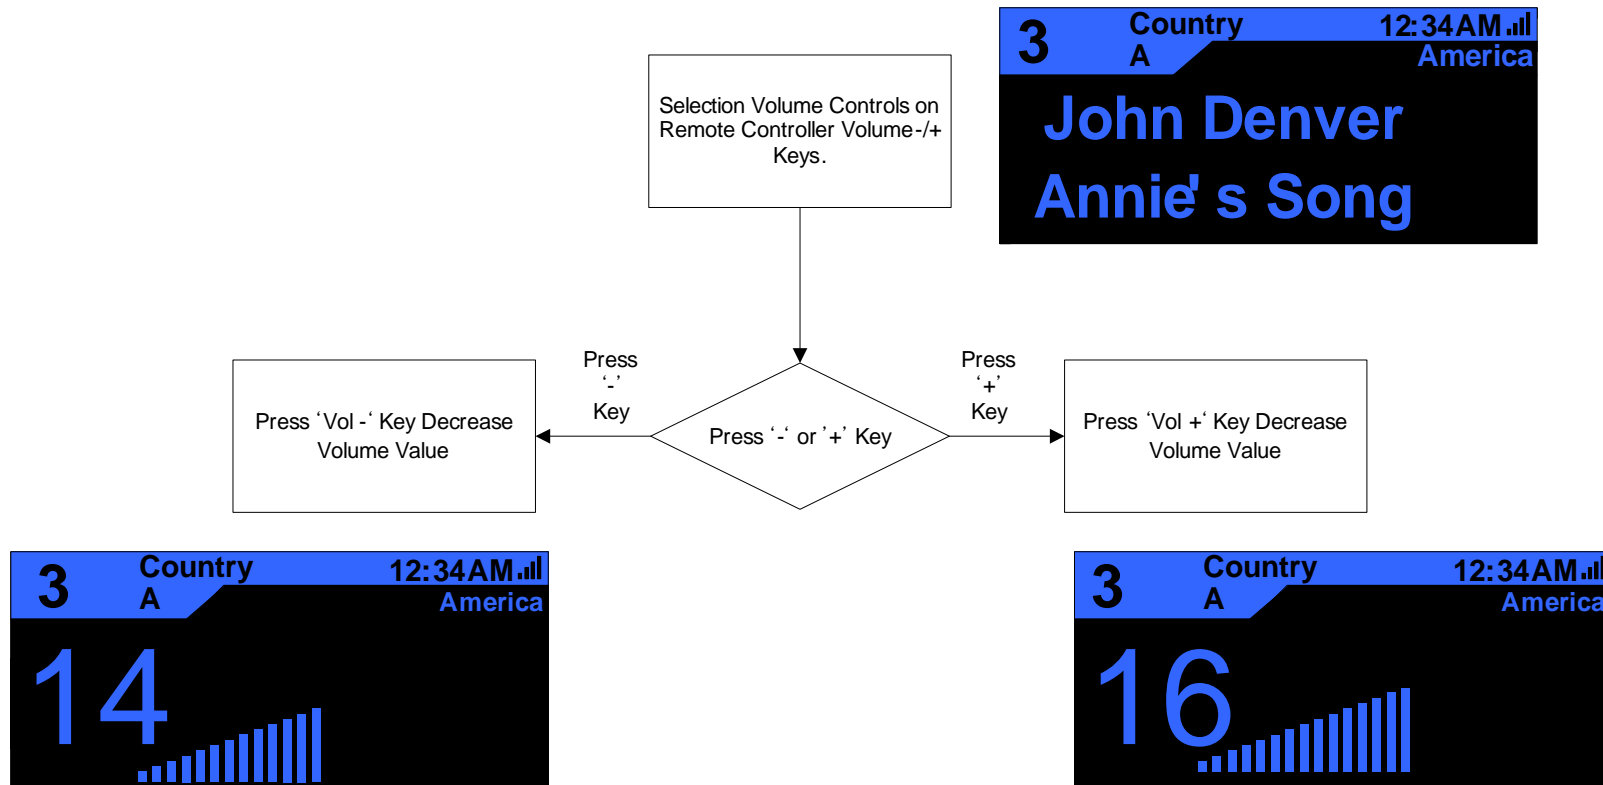 3
Country
A
12:34AM
America
John Denver
Annie's Song
Selection Volume Controls on
Remote Controller Volume-/+
Keys.
Press
‘-’
Key
Press
‘+’
Key
Press ‘Vol -‘ Key Decrease
Volume Value
Press ‘-‘ or ’+’ Key
Press ‘Vol +’ Key Decrease
Volume Value
3
Country
A
12:34AM
America
14
3
Country
A
12:34AM
America
16